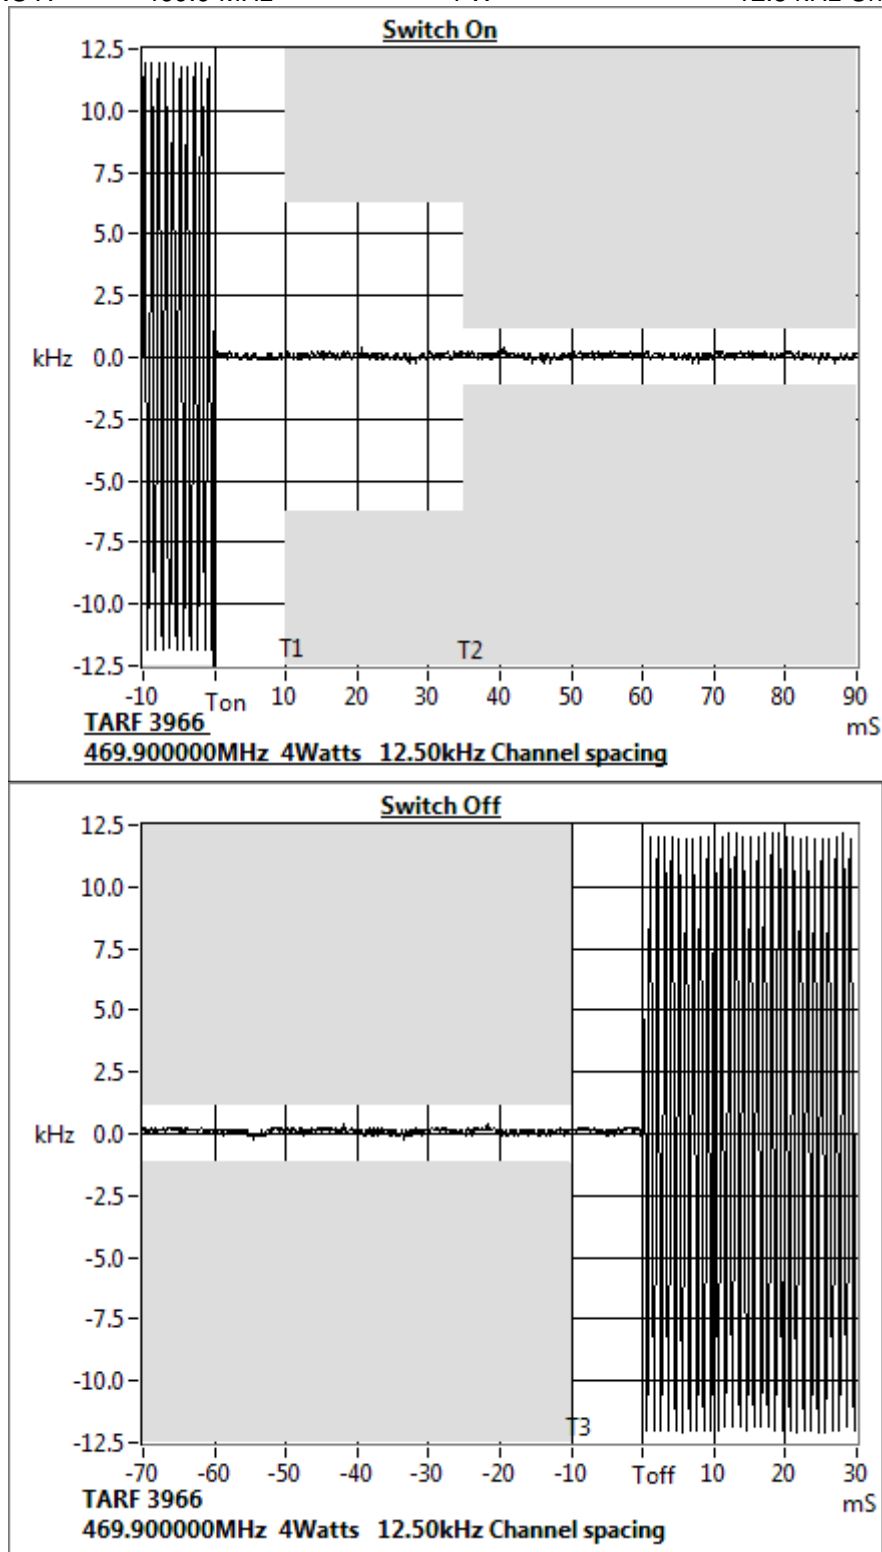 Switch On
12.5
10.0
7.5
5.0
2.5
kHz 0.0
-2.5
-5.0
-7.5
-10.0
-12.5
T1 T2
-10 Ton 10 20 30 40 50 60 70 80 90
mS
TARF 3966
469.900000MHz 4Watts 12.50kHz Channel spacing
Switch Off
12.5
10.0
7.5
5.0
2.5
kHz 0.0
-2.5
-5.0
-7.5
-10.0
-12.5
T3
-70 -60 -50 -40 -30 -20 -10 Toff 10 20 30
mS
TARF 3966
469.900000MHz 4Watts 12.50kHz Channel spacing